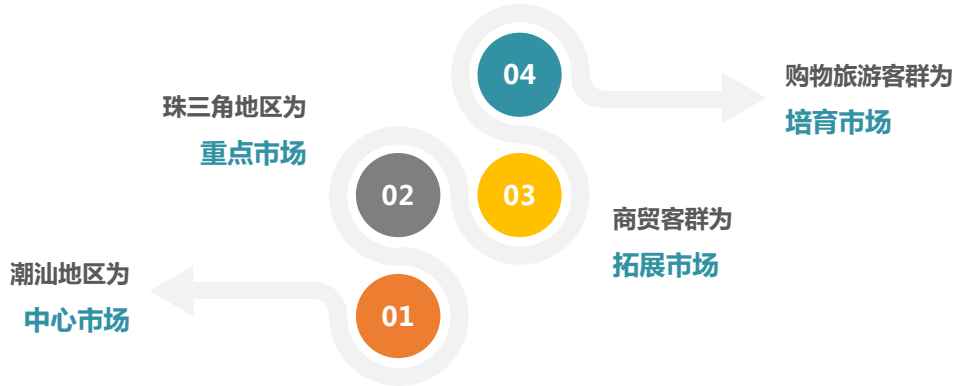 04
购物旅游客群为
培育市场
珠三角地区为
重点市场
02
03
商贸客群为
拓展市场
潮汕地区为
中心市场
01